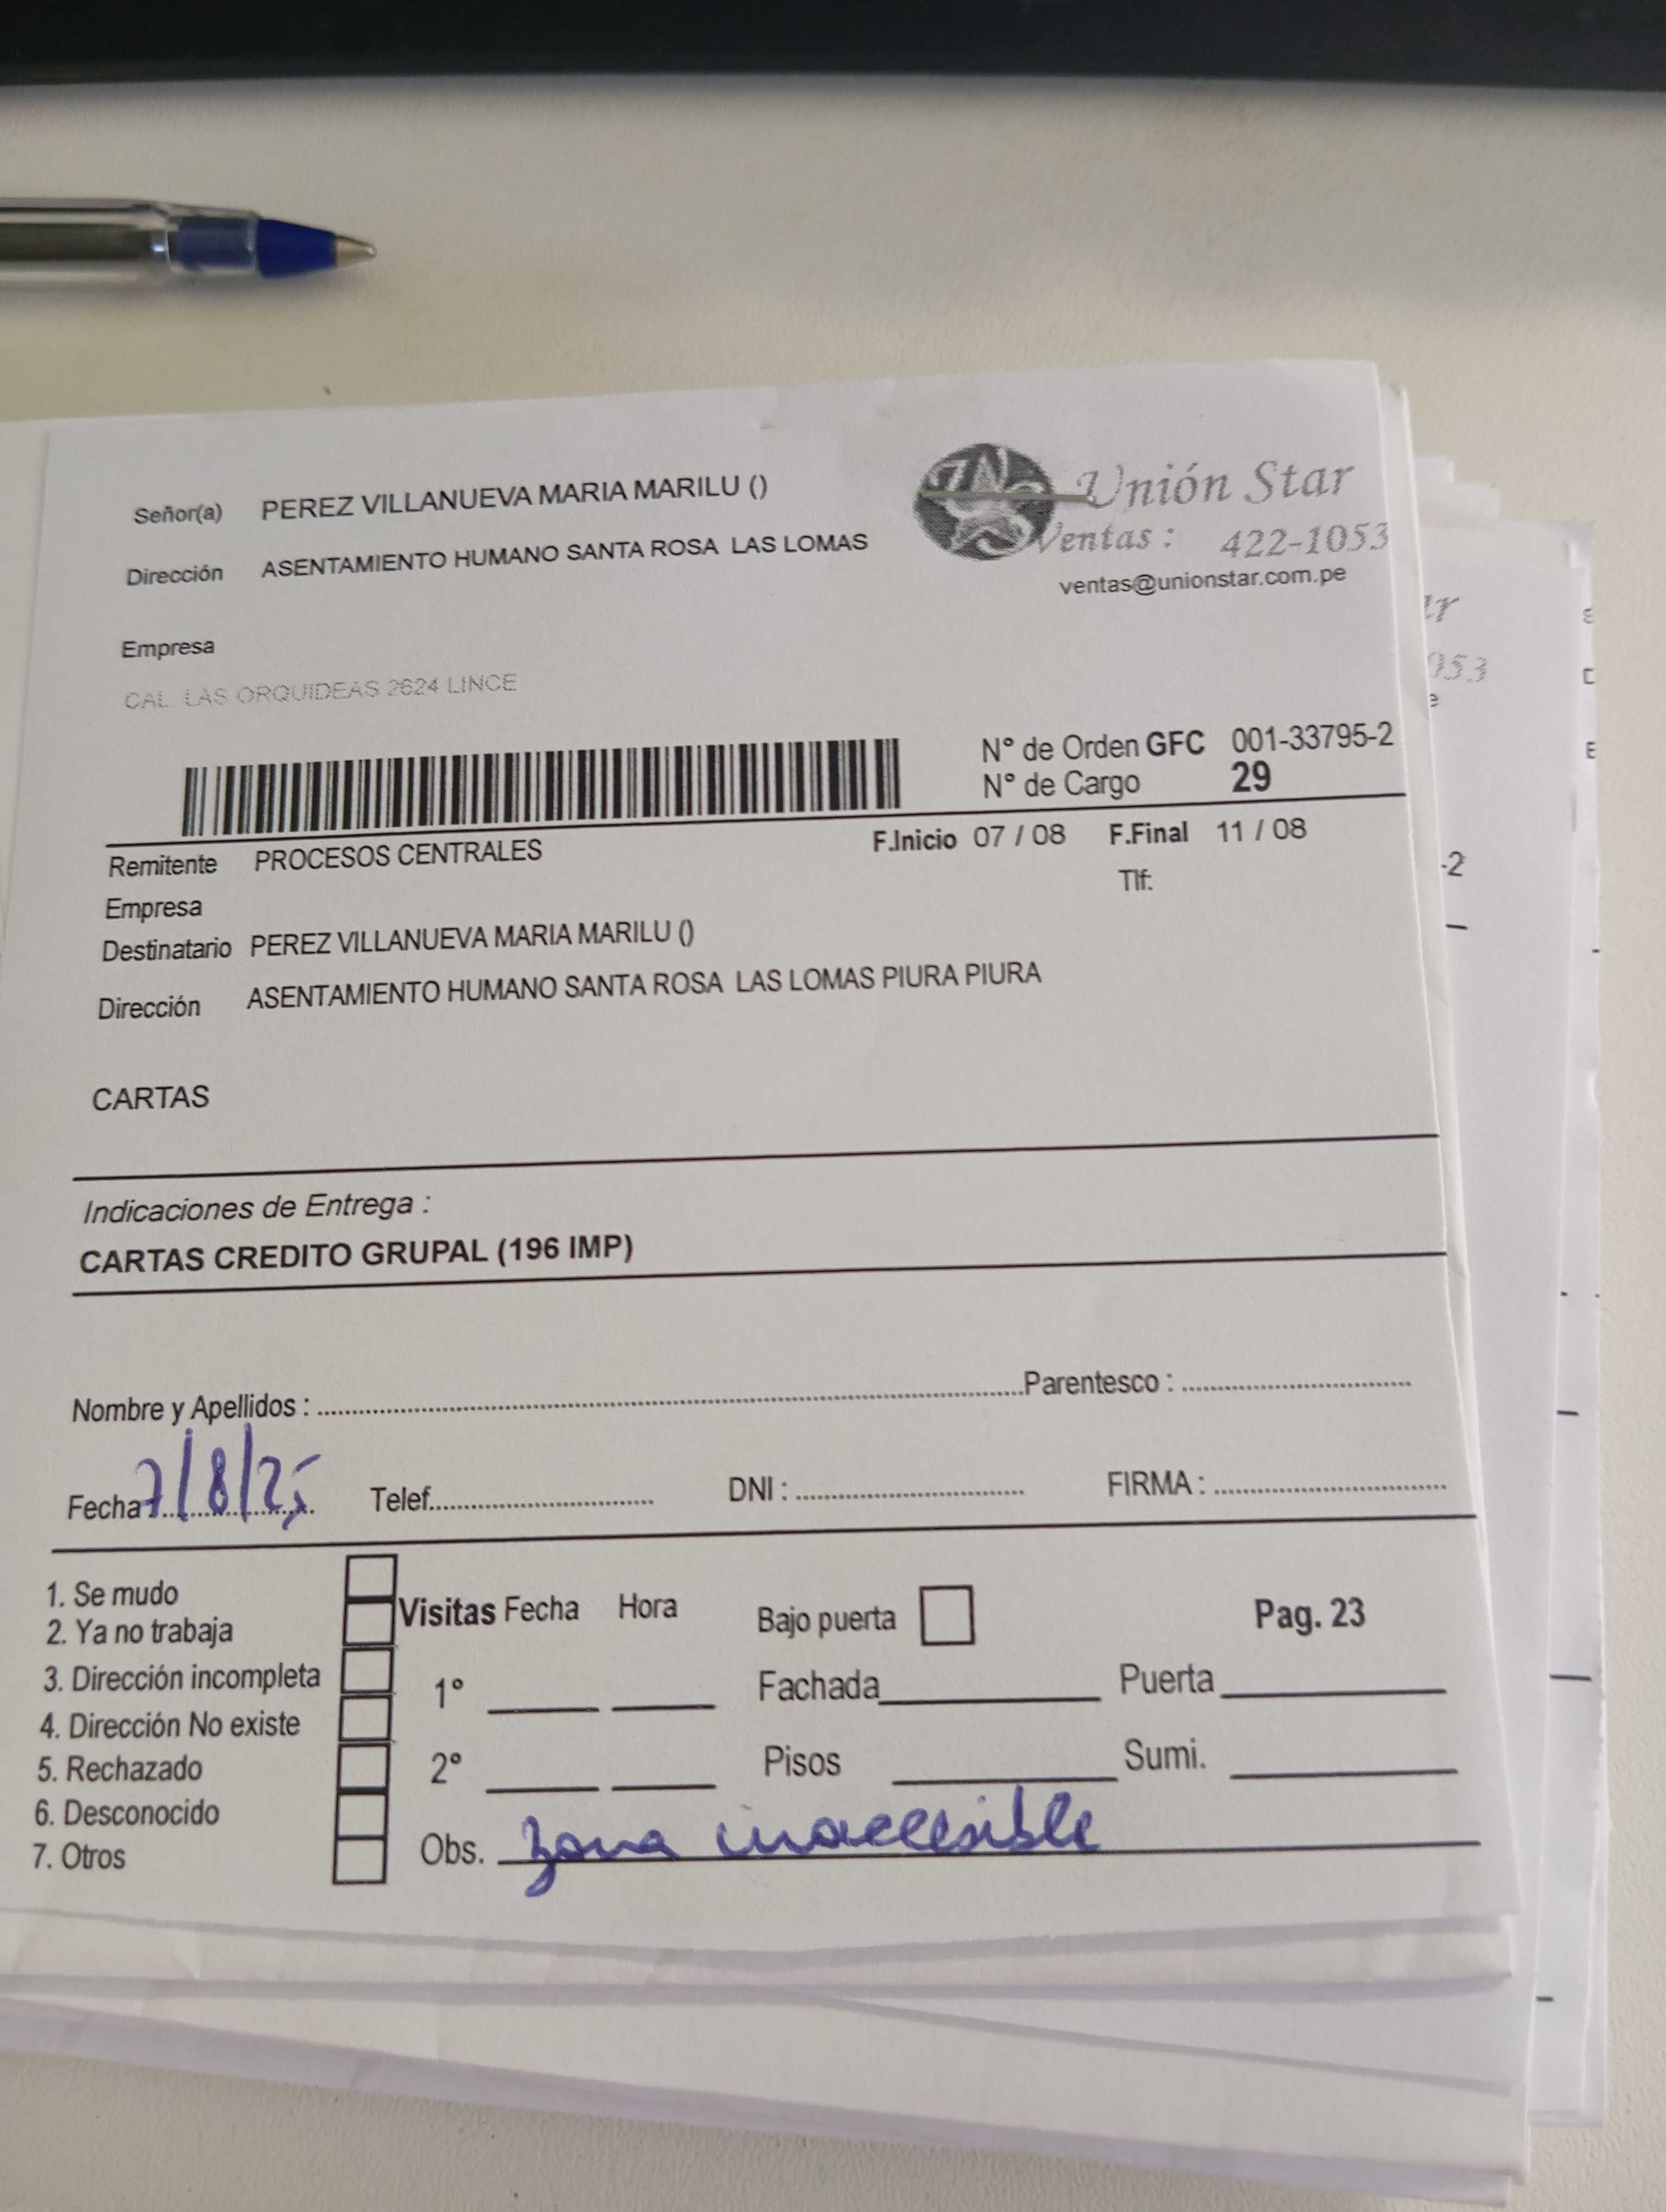 Señor(a) PEREZ VILLANUEVA MARIA MARILU ()
Dirección ASENTAMIENTO HUMANO SANTA ROSA LAS LOMAS
Unión Star
Ventas : 422-1053
ventas@unionstar.com.pe
Empresa
CAL. LAS ORQUIDEAS 2624 LINCE
N° de Orden GFC 001-33795-2
N° de Cargo 29
Remitente PROCESOS CENTRALES F.Inicio 07 / 08 F.Final 11 / 08
Empresa Tlf:
Destinatario PEREZ VILLANUEVA MARIA MARILU ()
Dirección ASENTAMIENTO HUMANO SANTA ROSA LAS LOMAS PIURA PIURA
CARTAS
Indicaciones de Entrega :
CARTAS CREDITO GRUPAL (196 IMP)
Nombre y Apellidos : Parentesco :
Fecha : 7/8/25 Telef. DNI : FIRMA :
1. Se mudo
2. Ya no trabaja
3. Dirección incompleta
4. Dirección No existe
5. Rechazado
6. Desconocido
7. Otros
Visitas Fecha Hora Bajo puerta Pag. 23
1° Fachada Puerta
2° Pisos Sumi.
Obs. zona inaccesible
053
-2